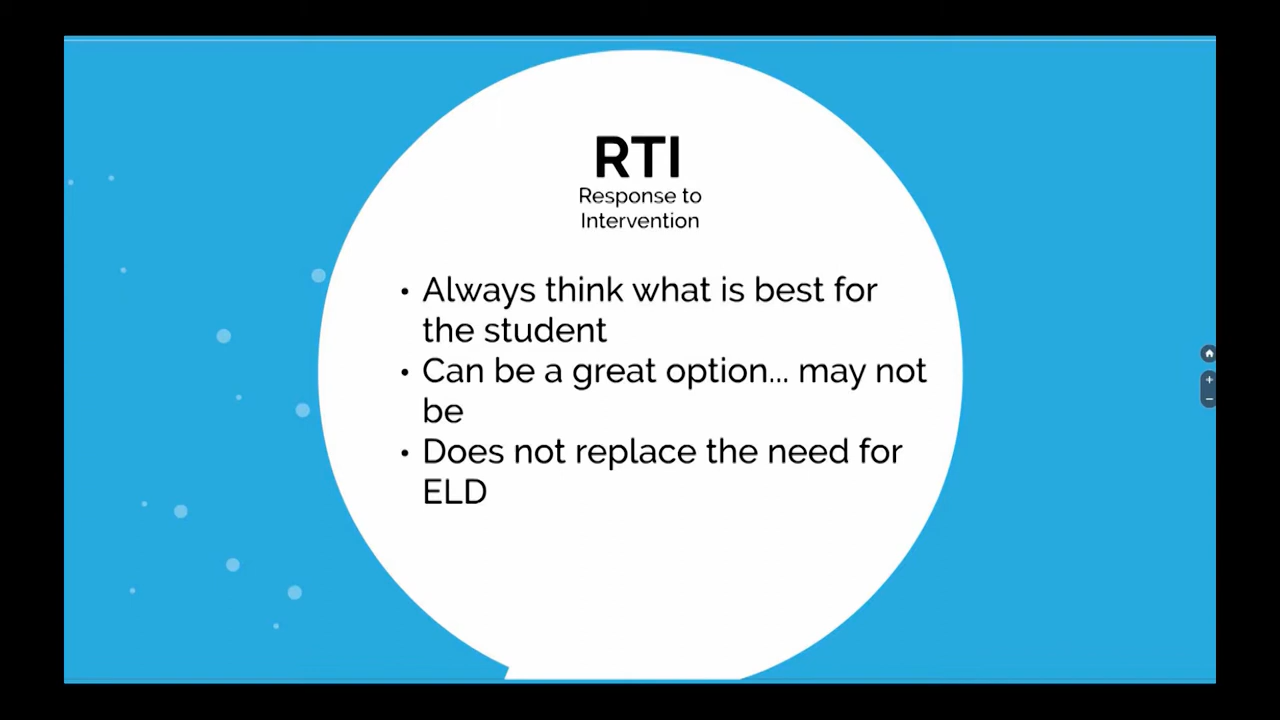 RTI
Response to
Intervention
• Always think what is best for
the student
• Can be a great option... may not
be
• Does not replace the need for
ELD